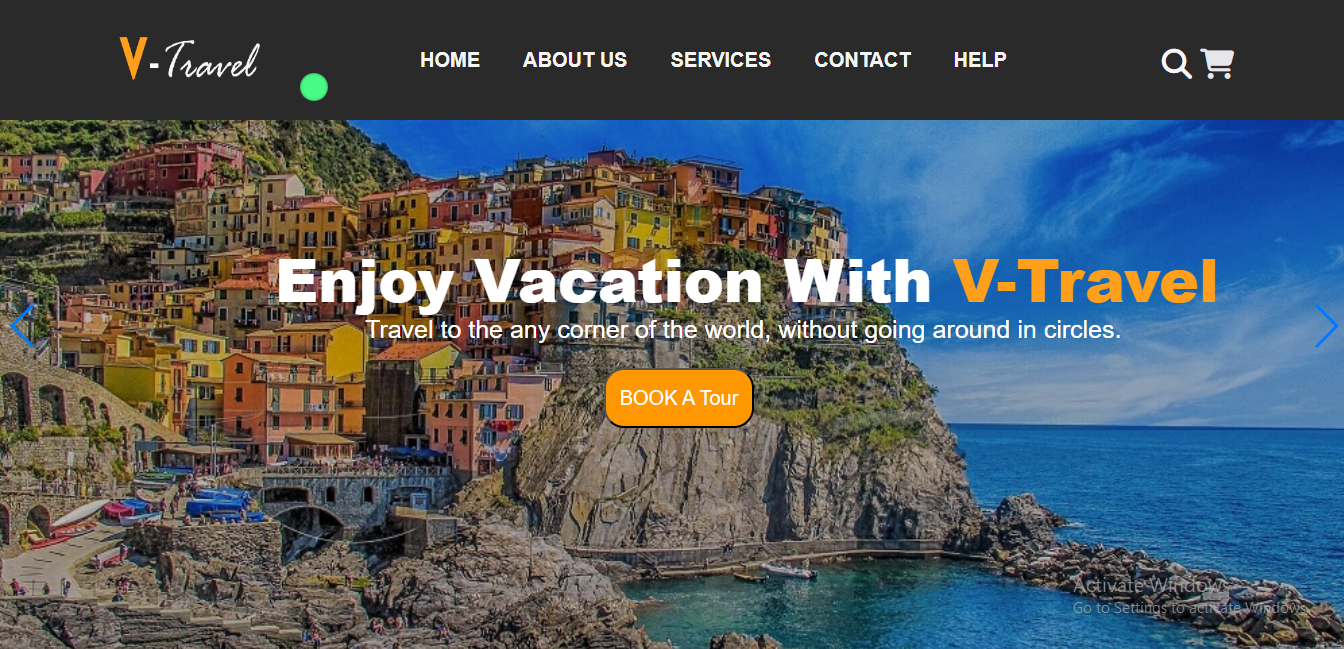 V-Travel
HOME ABOUT US SERVICES CONTACT HELP
Enjoy Vacation With V-Travel
Travel to the any corner of the world, without going around in circles.
BOOK A Tour
Activate Windows
Go to Settings to activate Windows.